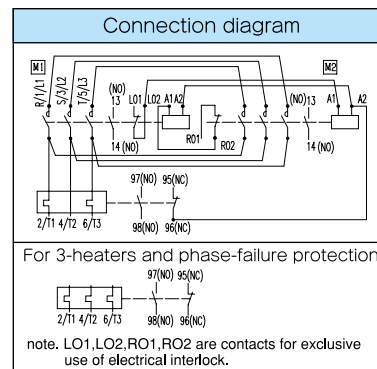 Connection diagram
M1
M2
R/1/L1
S/3/L2
T/5/L3
(NO)
13
LO1 LO2 A1 A2
(NO) 13
A1 A2
14(NO)
RO1
RO2
14(NO)
97(NO) 95(NC)
2/T1 4/T2 6/T3
98(NO) 96(NC)
For 3-heaters and phase-failure protection
97(NO) 95(NC)
2/T1 4/T2 6/T3
98(NO) 96(NC)
note. LO1,LO2,RO1,RO2 are contacts for exclusive
use of electrical interlock.